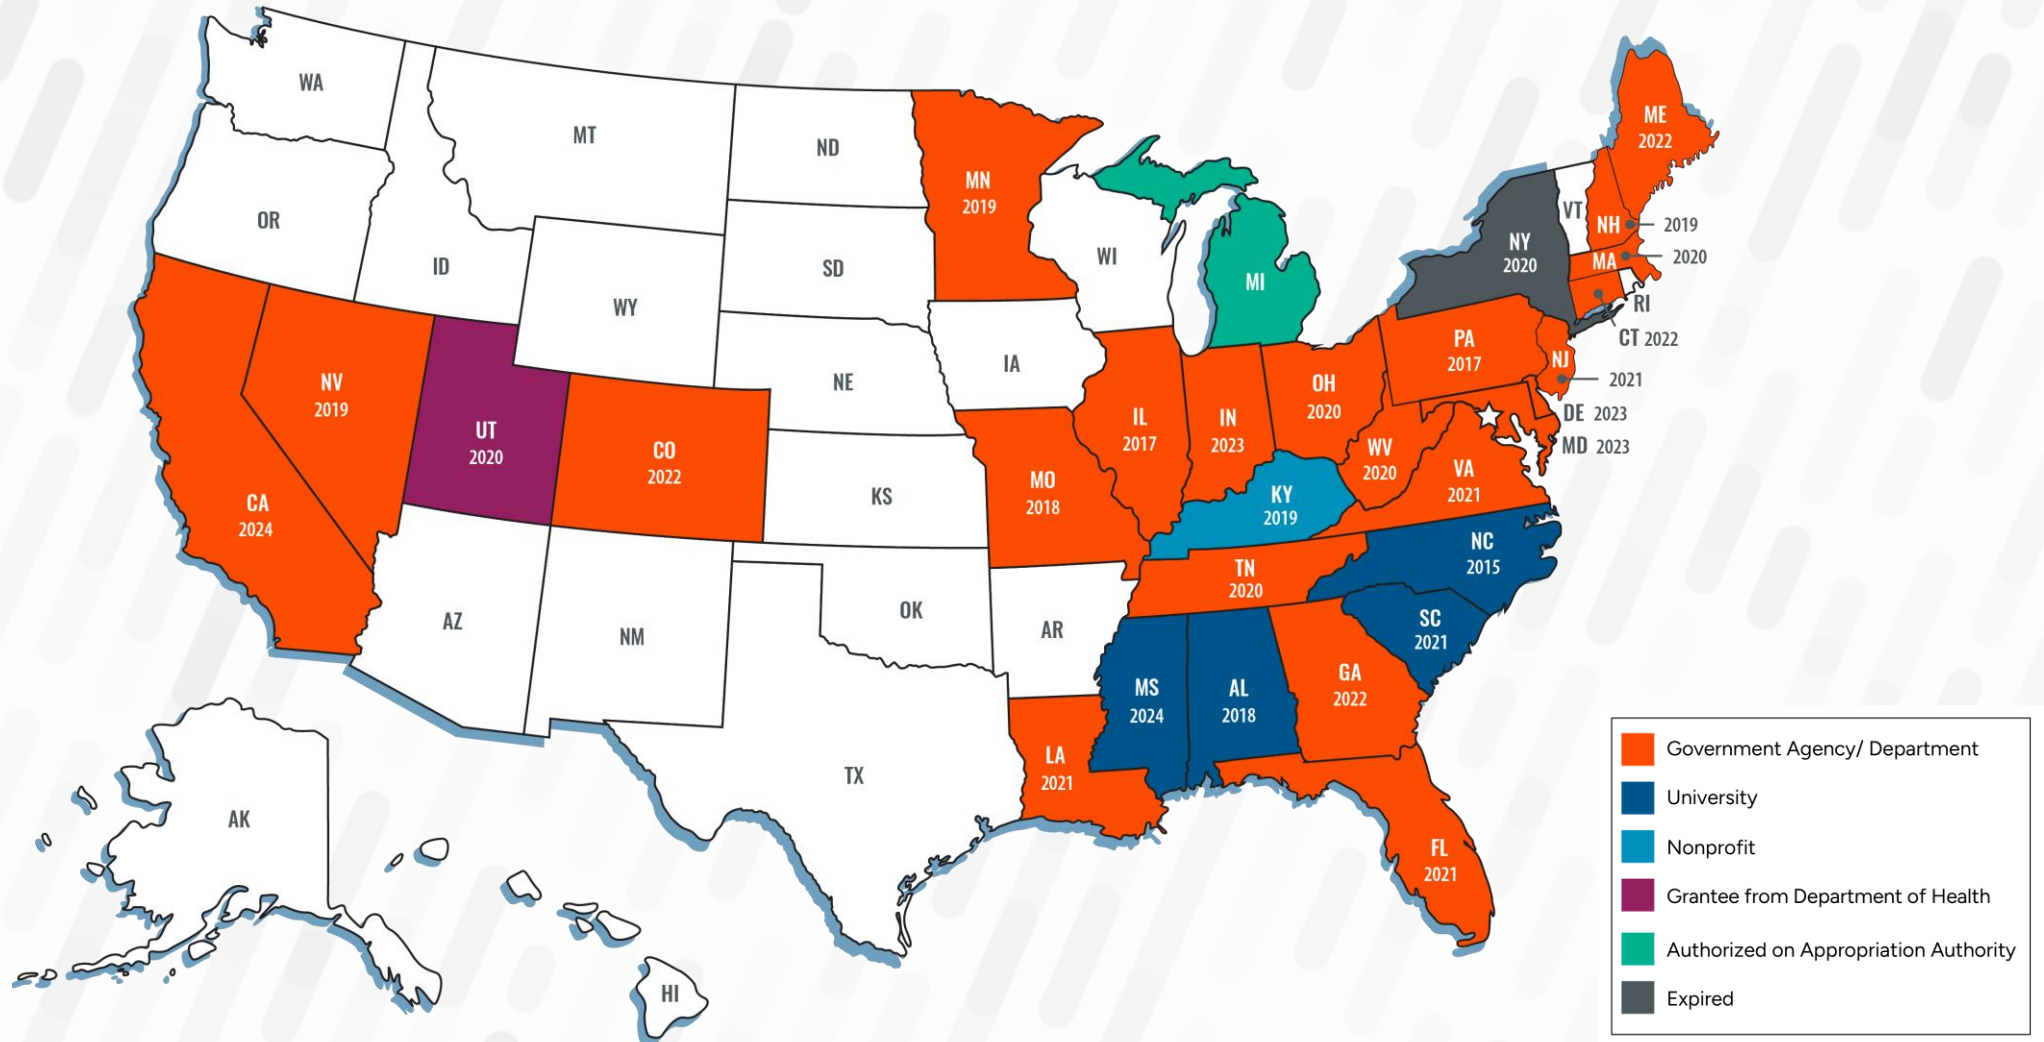 WA
MT
ND
MN
2019
ME
2022
OR
ID
WY
SD
WI
MI
NY
2020
VT
NH
2019
MA
2020
RI
CT 2022
NV
2019
UT
2020
CO
2022
NE
IA
IL
2017
IN
2023
OH
2020
PA
2017
NJ
2021
DE 2023
MD 2023
WV
2020
VA
2021
CA
2024
KS
MO
2018
KY
2019
NC
2015
TN
2020
SC
2021
AZ
NM
OK
AR
MS
2024
AL
2018
GA
2022
LA
2021
TX
FL
2021
AK
HI
Government Agency/ Department
University
Nonprofit
Grantee from Department of Health
Authorized on Appropriation Authority
Expired